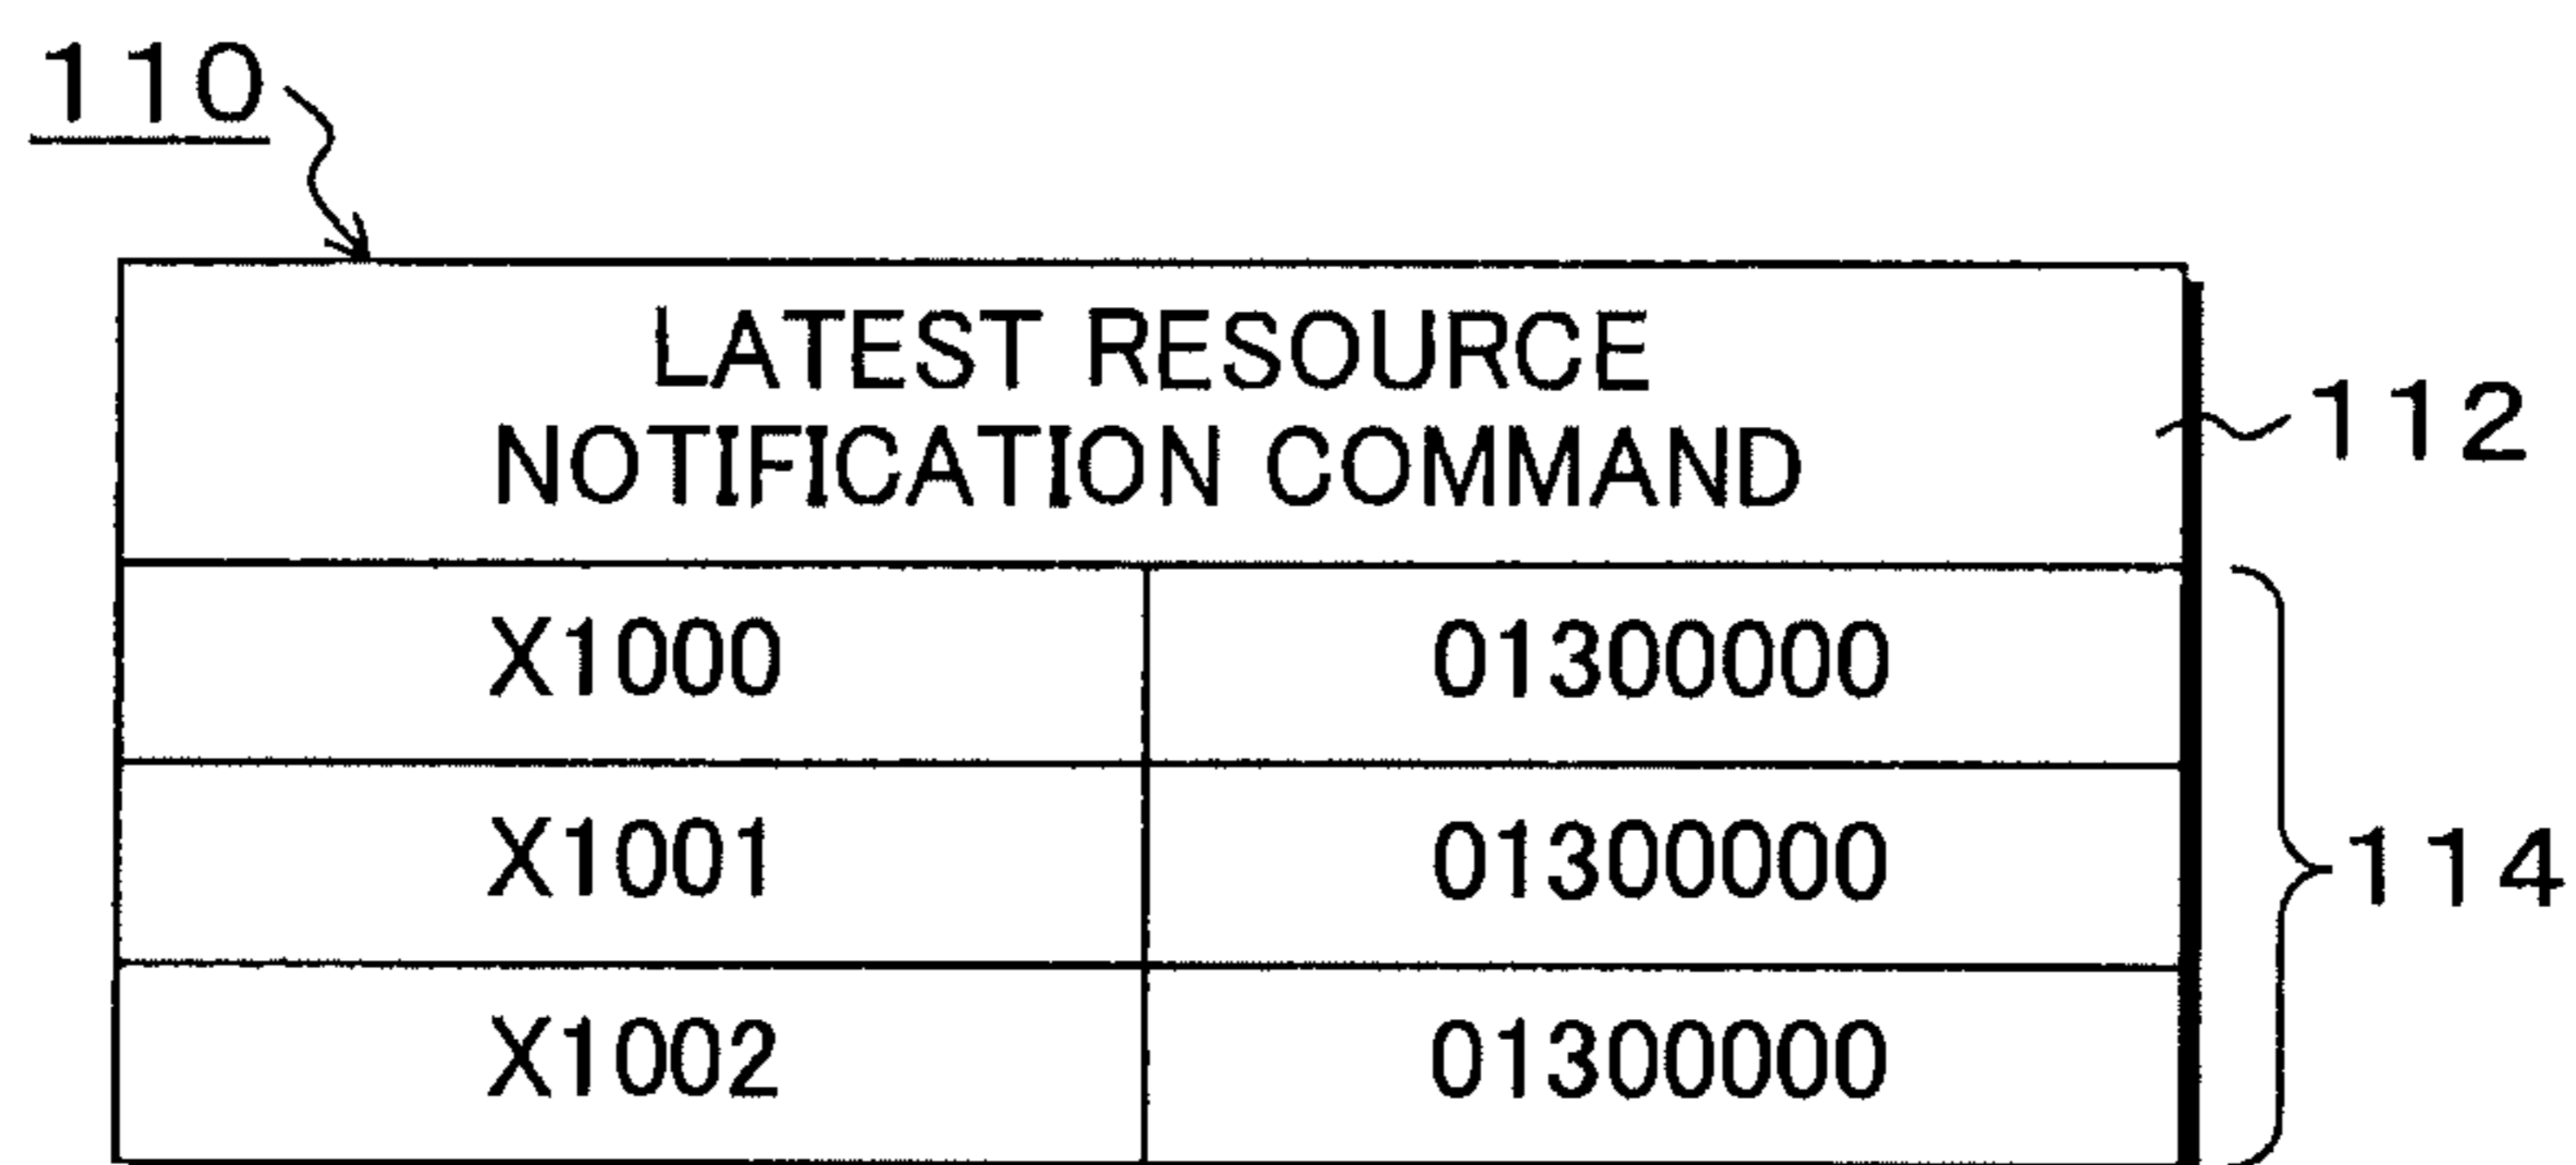 110
LATEST RESOURCE
NOTIFICATION COMMAND
112
X1000 01300000
X1001 01300000
114
X1002 01300000